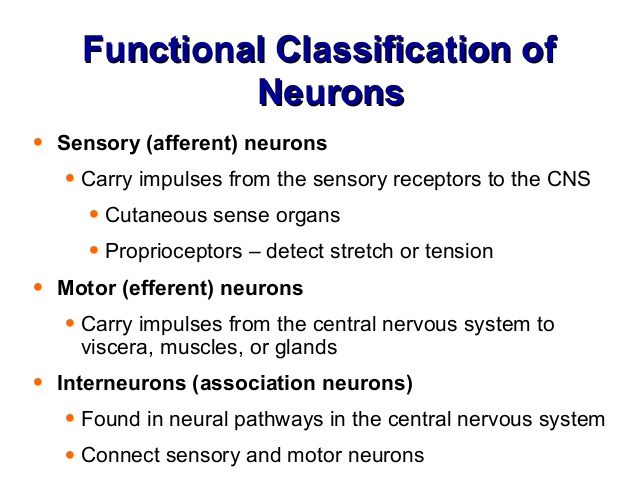 Functional Classification of
Neurons
• Sensory (afferent) neurons
• Carry impulses from the sensory receptors to the CNS
• Cutaneous sense organs
• Proprioceptors – detect stretch or tension
• Motor (efferent) neurons
• Carry impulses from the central nervous system to
viscera, muscles, or glands
• Interneurons (association neurons)
• Found in neural pathways in the central nervous system
• Connect sensory and motor neurons